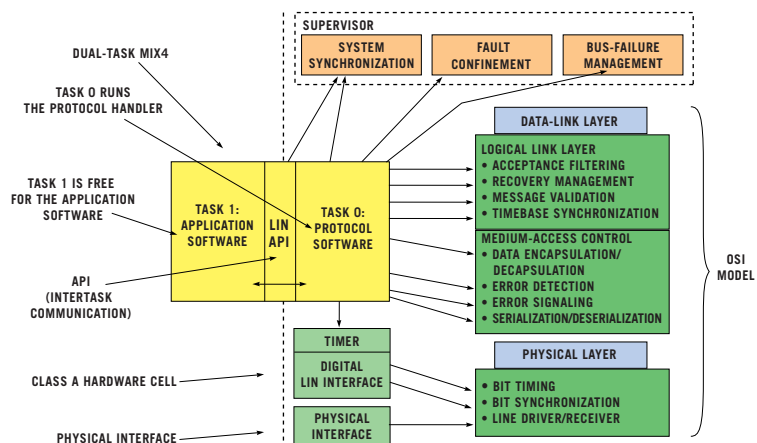 SUPERVISOR
SYSTEM
SYNCHRONIZATION
FAULT
CONFINEMENT
BUS-FAILURE
MANAGEMENT
DUAL-TASK MIX4
TASK O RUNS
THE PROTOCOL HANDLER
TASK 1 IS FREE
FOR THE APPLICATION
SOFTWARE
API
(INTERTASK
COMMUNICATION)
CLASS A HARDWARE CELL
PHYSICAL INTERFACE
TASK 1:
APPLICATION
SOFTWARE
LIN
API
TASK O:
PROTOCOL
SOFTWARE
TIMER
DIGITAL
LIN INTERFACE
PHYSICAL
INTERFACE
DATA-LINK LAYER
LOGICAL LINK LAYER
• ACCEPTANCE FILTERING
• RECOVERY MANAGEMENT
• MESSAGE VALIDATION
• TIMEBASE SYNCHRONIZATION
MEDIUM-ACCESS CONTROL
• DATA ENCAPSULATION/
DECAPSULATION
• ERROR DETECTION
• ERROR SIGNALING
• SERIALIZATION/DESERIALIZATION
PHYSICAL LAYER
• BIT TIMING
• BIT SYNCHRONIZATION
• LINE DRIVER/RECEIVER
OSI
MODEL